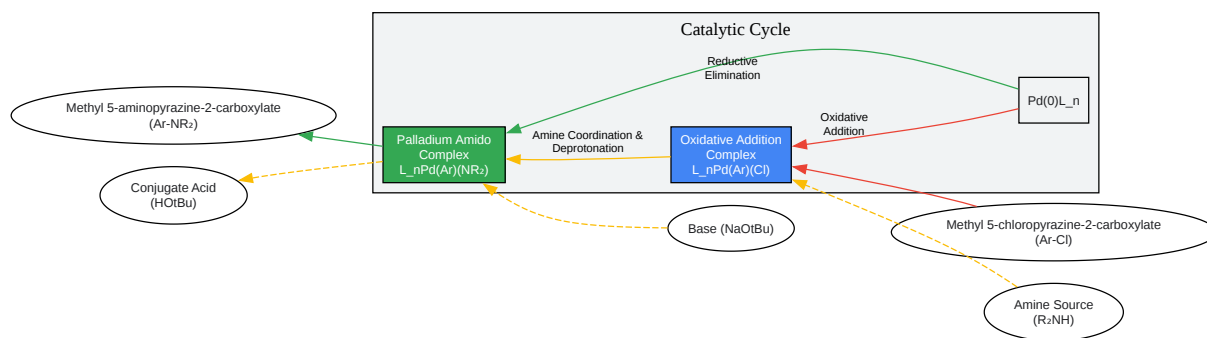 Catalytic Cycle
Reductive
Elimination
Pd(0)L_n
Methyl 5-aminopyrazine-2-carboxylate
(Ar-NR₂)
Oxidative
Addition
Palladium Amido
Complex
L_nPd(Ar)(NR₂)
Amine Coordination &
Deprotonation
Oxidative Addition
Complex
L_nPd(Ar)(Cl)
Conjugate Acid
(HOtBu)
Base (NaOtBu)
Methyl 5-chloropyrazine-2-carboxylate
(Ar-Cl)
Amine Source
(R₂NH)